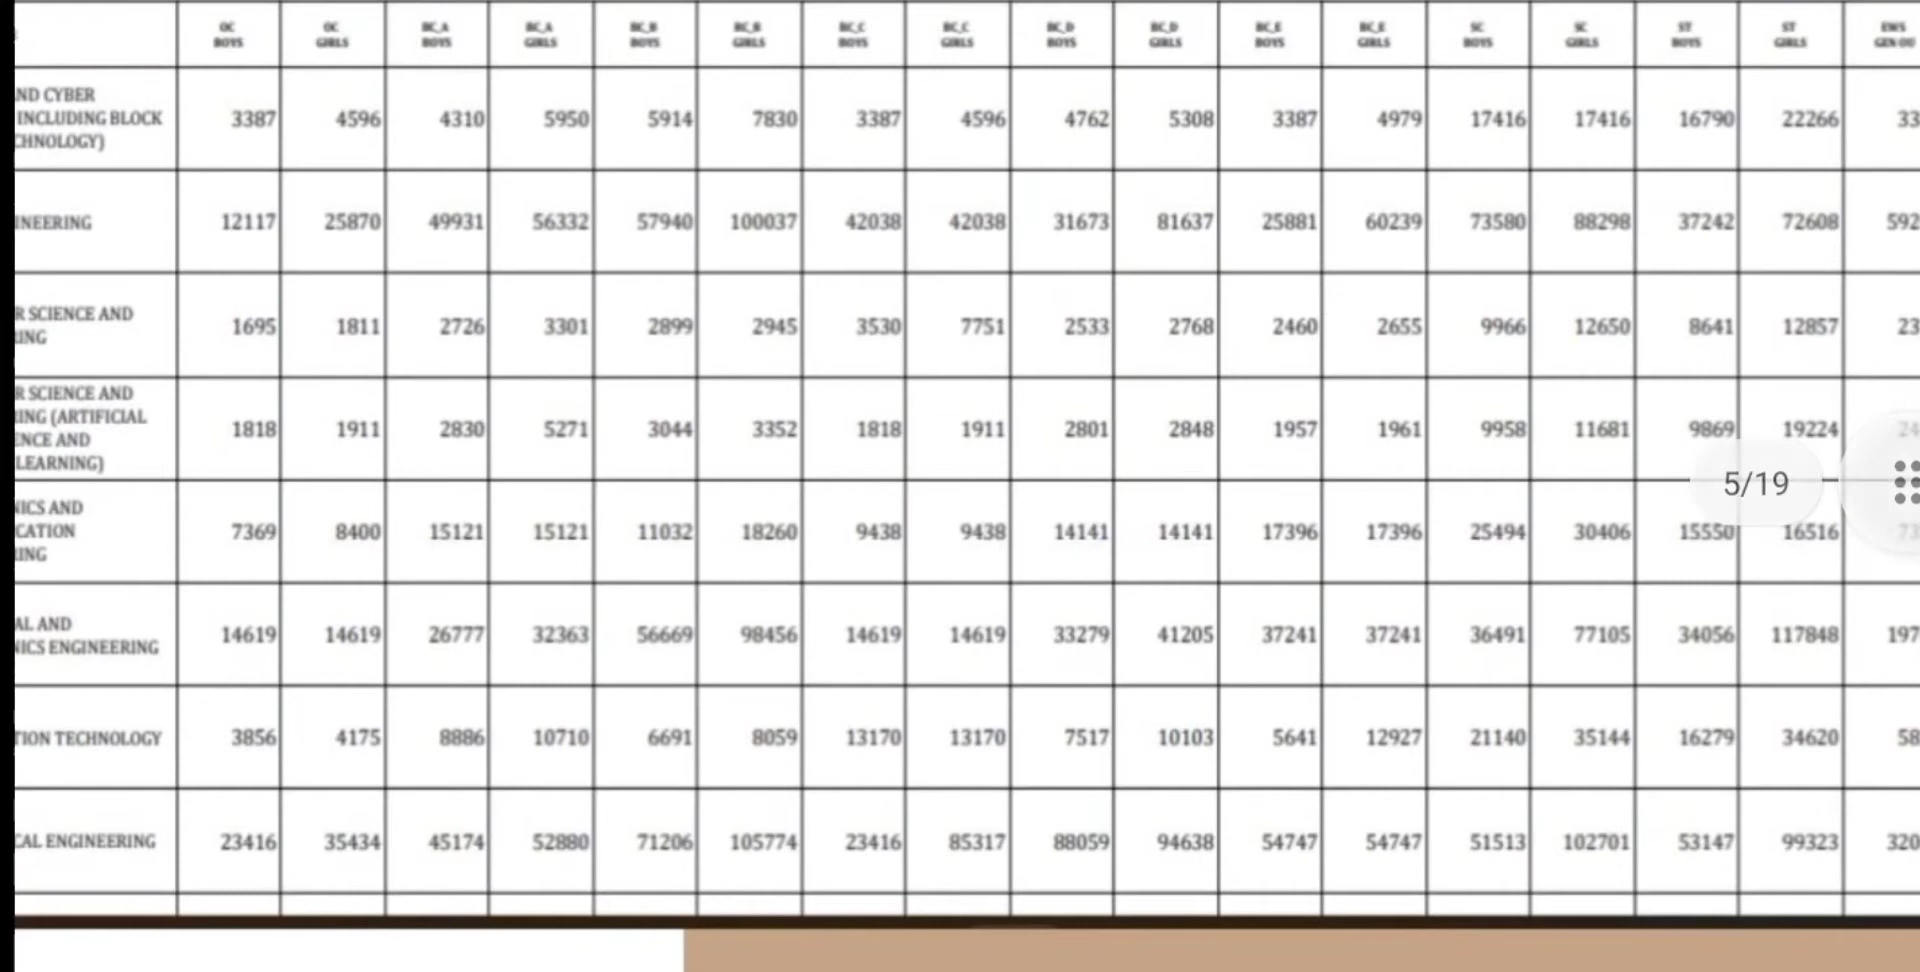 OC BOYS OC GIRLS BC_A BOYS BC_A GIRLS BC_B BOYS BC_B GIRLS BC_C BOYS BC_C GIRLS BC_D BOYS BC_D GIRLS BC_E BOYS BC_E GIRLS SC BOYS SC GIRLS ST BOYS ST GIRLS EWS GEN OU
ND CYBER
INCLUDING BLOCK
CHNOLOGY)
3387 4596 4310 5950 5914 7830 3387 4596 4762 5308 3387 4979 17416 17416 16790 22266 33
INEERING 12117 25870 49931 56332 57940 100037 42038 42038 31673 81637 25881 60239 73580 88298 37242 72608 592
R SCIENCE AND
ING
1695 1811 2726 3301 2899 2945 3530 7751 2533 2768 2460 2655 9966 12650 8641 12857 23
R SCIENCE AND
ING (ARTIFICIAL
ENCE AND
LEARNING)
1818 1911 2830 5271 3044 3352 1818 1911 2801 2848 1957 1961 9958 11681 9869 19224 24
5/19
NICS AND
CATION
ING
7369 8400 15121 15121 11032 18260 9438 9438 14141 14141 17396 17396 25494 30406 15550 16516 73
AL AND
NICS ENGINEERING
14619 14619 26777 32363 56669 98456 14619 14619 33279 41205 37241 37241 36491 77105 34056 117848 197
TION TECHNOLOGY 3856 4175 8886 10710 6691 8059 13170 13170 7517 10103 5641 12927 21140 35144 16279 34620 58
CAL ENGINEERING 23416 35434 45174 52880 71206 105774 23416 85317 88059 94638 54747 54747 51513 102701 53147 99323 320